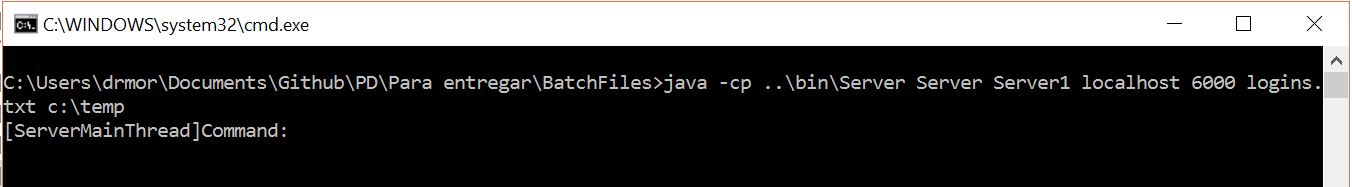 C:\WINDOWS\system32\cmd.exe
C:\Users\drmor\Documents\Github\PD\Para entregar\BatchFiles>java -cp ..\bin\Server Server Server1 localhost 6000 logins.
txt c:\temp
[ServerMainThread]Command: